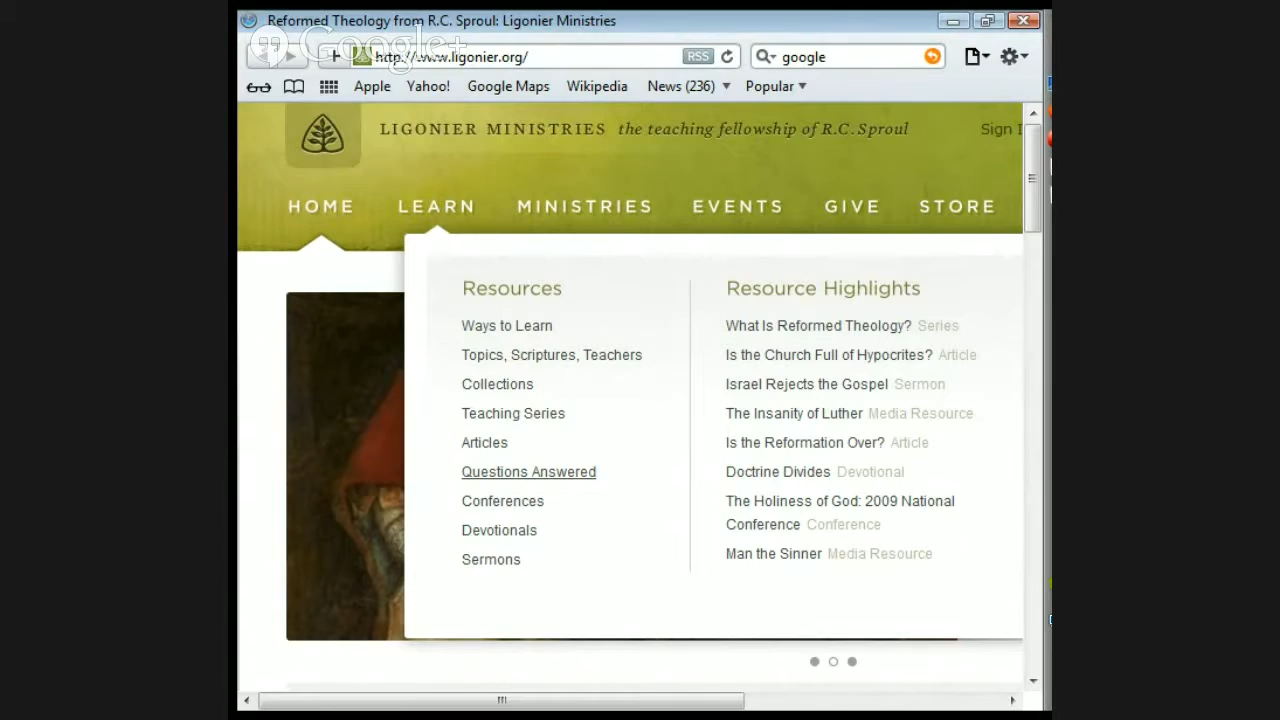 Reformed Theology from R.C. Sproul: Ligonier Ministries
Google+
http://www.ligonier.org/ RSS google
Apple Yahoo! Google Maps Wikipedia News (236) Popular
LIGONIER MINISTRIES the teaching fellowship of R.C. Sproul Sign I
HOME LEARN MINISTRIES EVENTS GIVE STORE
Resources
Ways to Learn
Topics, Scriptures, Teachers
Collections
Teaching Series
Articles
Questions Answered
Conferences
Devotionals
Sermons
Resource Highlights
What Is Reformed Theology? Series
Is the Church Full of Hypocrites? Article
Israel Rejects the Gospel Sermon
The Insanity of Luther Media Resource
Is the Reformation Over? Article
Doctrine Divides Devotional
The Holiness of God: 2009 National
Conference Conference
Man the Sinner Media Resource